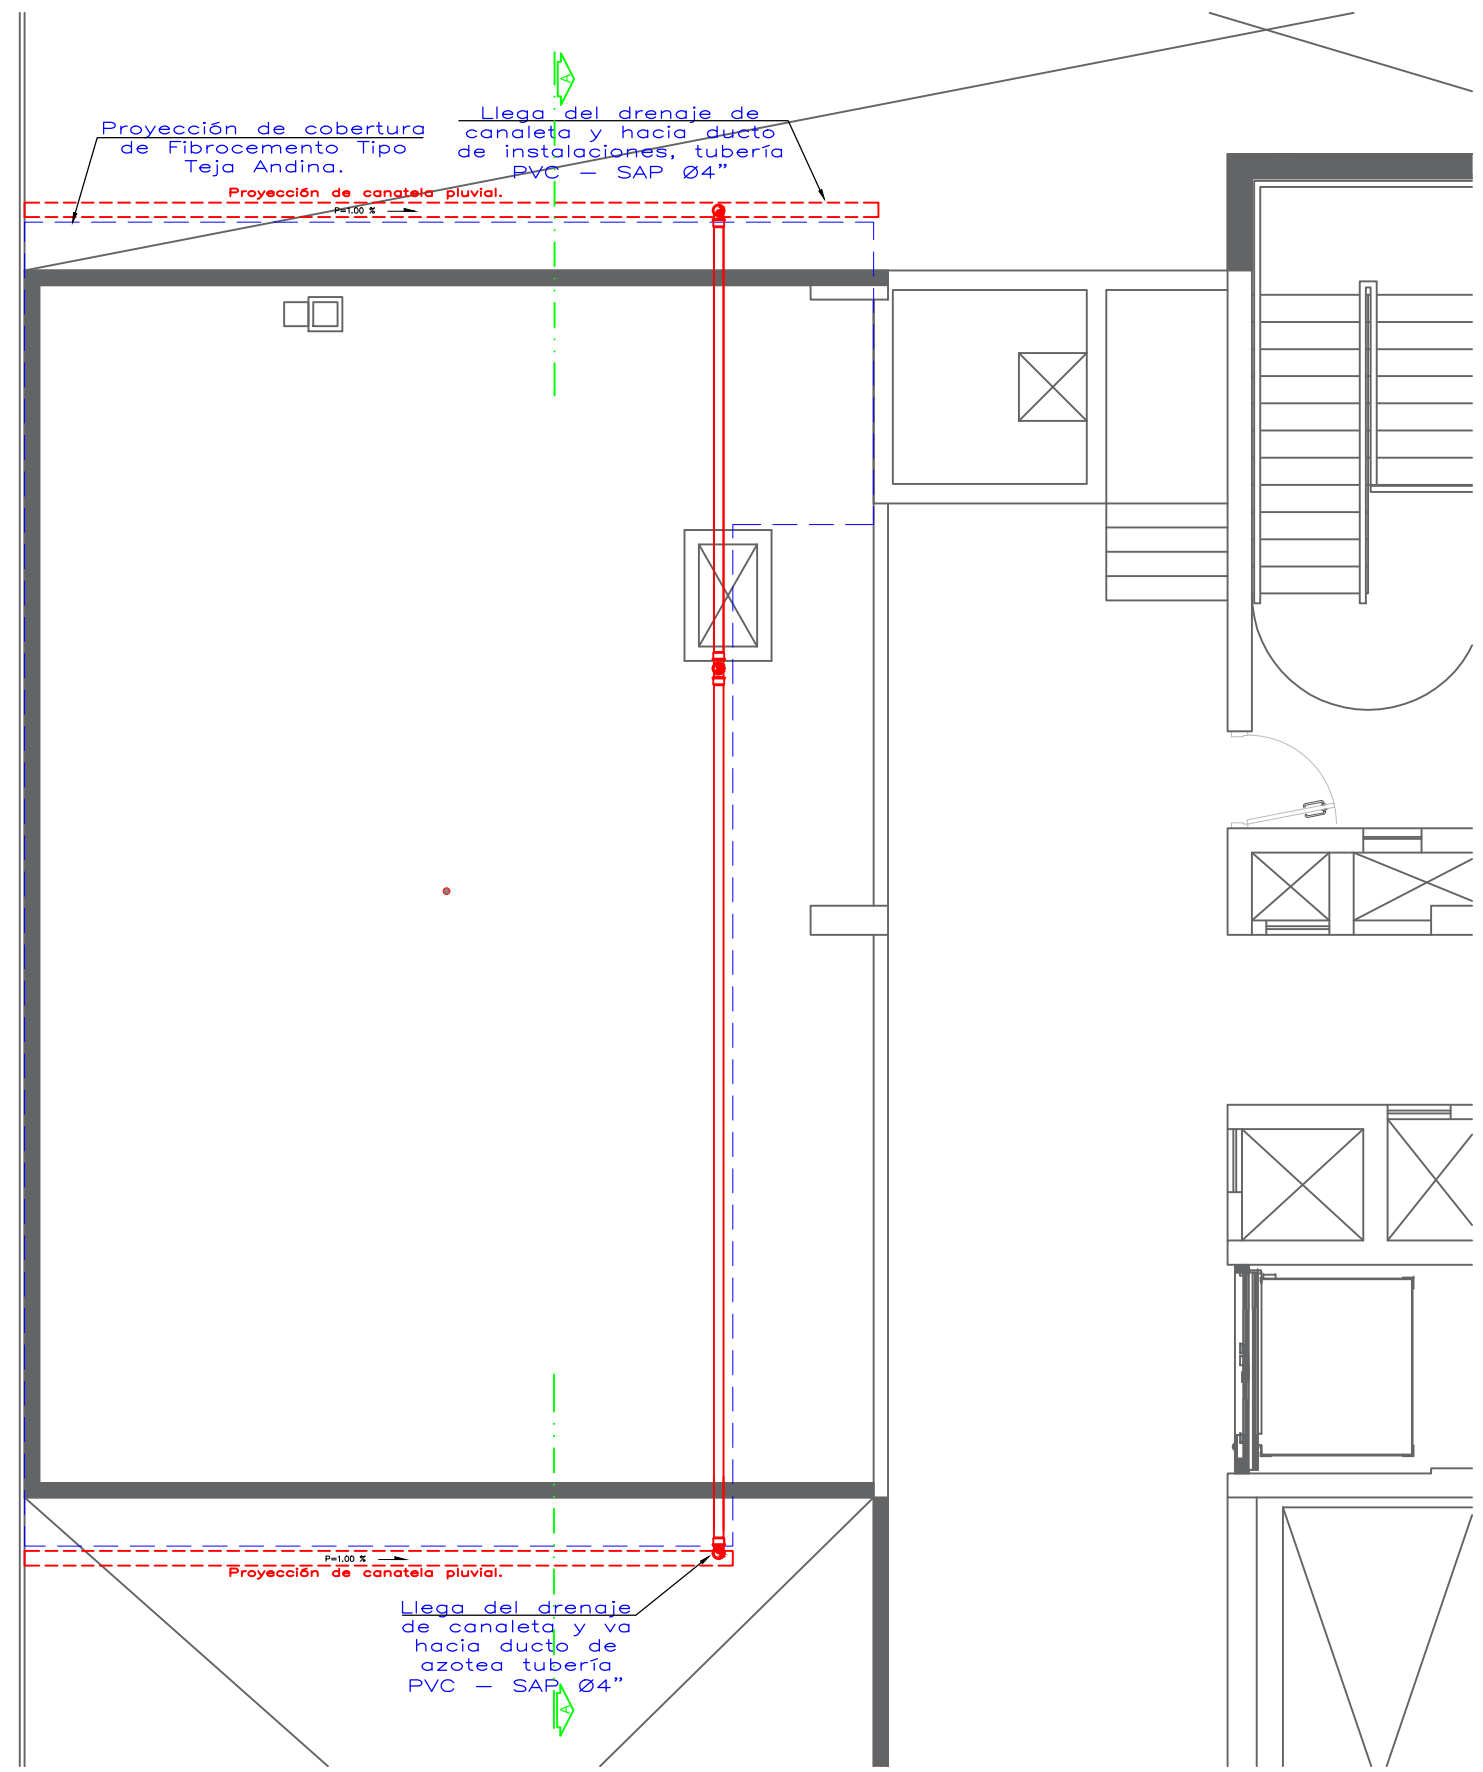 A
Proyección de cobertura
de Fibrocemento Tipo
Teja Andina.
Llega del drenaje de
canaleta y hacia ducto
de instalaciones, tubería
PVC – SAP Ø4”
Proyección de canatela pluvial.
P=1.00 %
P=1.00 %
Proyección de canatela pluvial.
Llega del drenaje
de canaleta y va
hacia ducto de
azotea tubería
PVC – SAP Ø4”
A